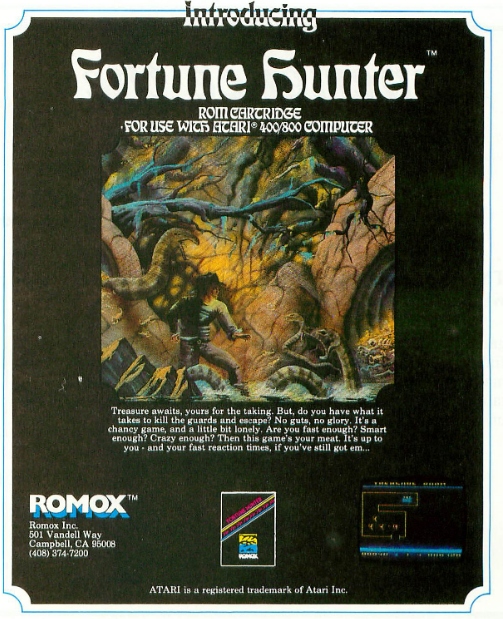 Introducing
Fortune Hunter™
ROM CARTRIDGE
FOR USE WITH ATARI® 400/800 COMPUTER
Treasure awaits, yours for the taking. But, do you have what it
takes to kill the guards and escape? No guts, no glory. It's a
chancy game, and a little bit lonely. Are you fast enough? Smart
enough? Crazy enough? Then this game's your meat. It's up to
you - and your fast reaction times, if you've still got em...
ROMOX™
Romox Inc.
501 Vandell Way
Campbell, CA 95008
(408) 374-7200
ATARI is a registered trademark of Atari Inc.